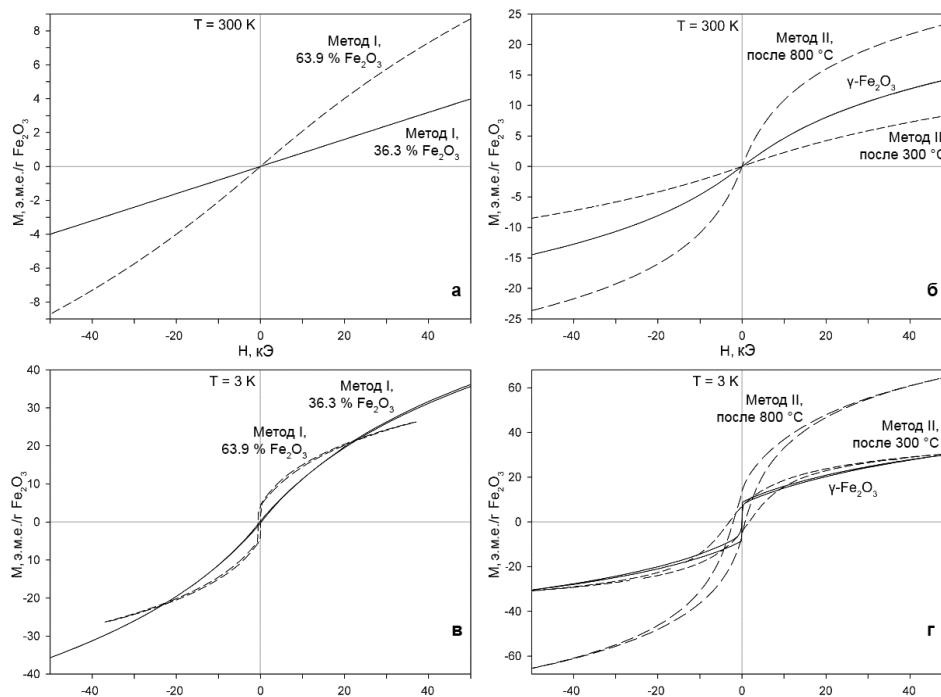 T = 300 K
Метод I,
63.9 % Fe₂O₃
Метод I,
36.3 % Fe₂O₃
M, э.м.е./г Fe₂O₃
8
6
4
2
0
-2
-4
-6
-8
-40
-20
0
20
40
H, кЭ
а
T = 300 K
Метод II,
после 800 °C
γ-Fe₂O₃
Метод II
после 300 °C
M, э.м.е./г Fe₂O₃
25
20
15
10
5
0
-5
-10
-15
-20
-25
-40
-20
0
20
40
H, кЭ
б
T = 3 K
Метод I,
36.3 % Fe₂O₃
Метод I,
63.9 % Fe₂O₃
M, э.м.е./г Fe₂O₃
40
30
20
10
0
-10
-20
-30
-40
-40
-20
0
20
40
в
T = 3 K
Метод II,
после 800 °C
Метод II,
после 300 °C
γ-Fe₂O₃
M, э.м.е./г Fe₂O₃
60
40
20
0
-20
-40
-60
-40
-20
0
20
40
г